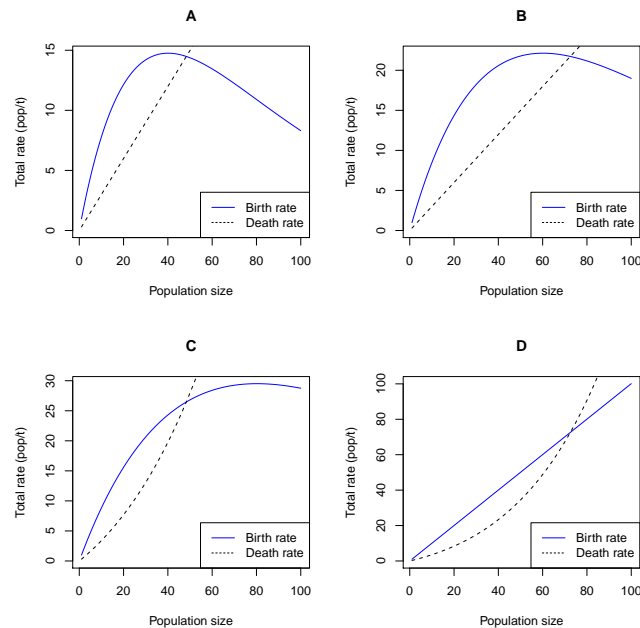 A
Total rate (pop/t)
0 5 10 15
Birth rate
Death rate
0 20 40 60 80 100
Population size
B
Total rate (pop/t)
0 5 10 15 20
Birth rate
Death rate
0 20 40 60 80 100
Population size
C
Total rate (pop/t)
0 5 10 15 20 25 30
Birth rate
Death rate
0 20 40 60 80 100
Population size
D
Total rate (pop/t)
0 20 40 60 80 100
Birth rate
Death rate
0 20 40 60 80 100
Population size